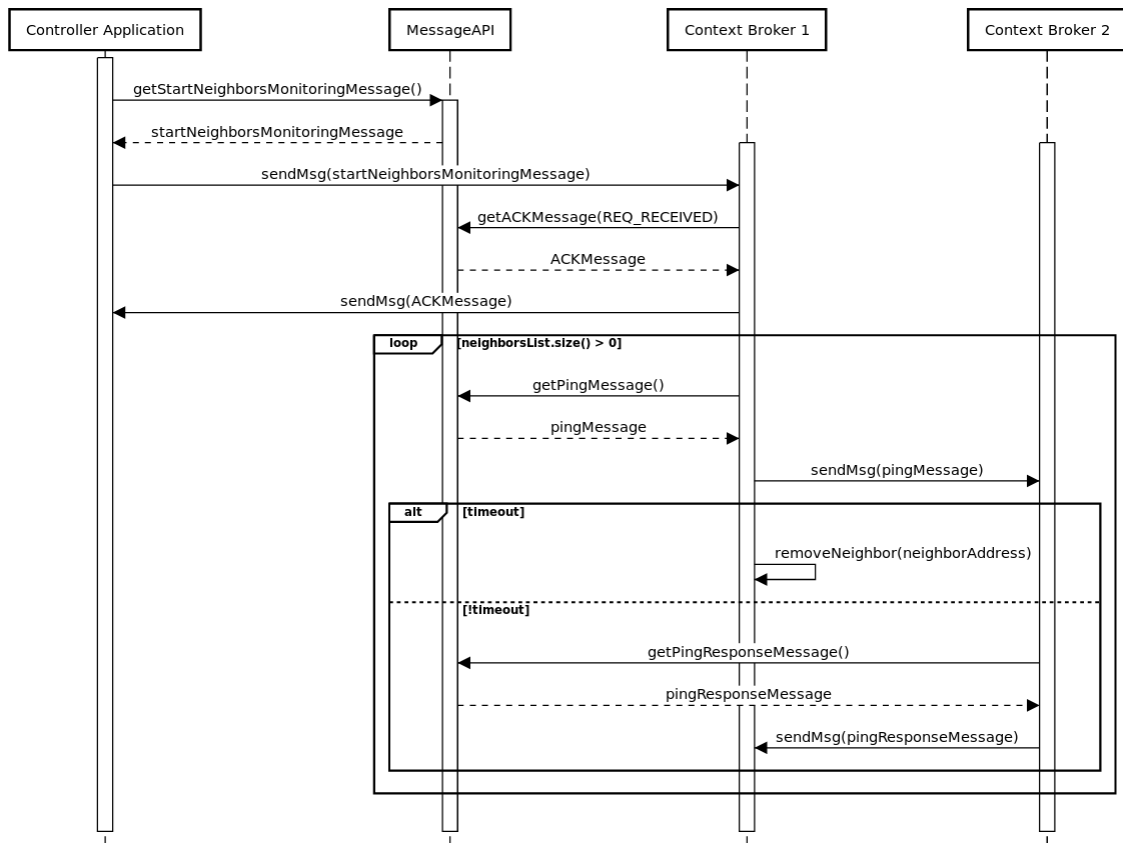 Controller Application
MessageAPI
Context Broker 1
Context Broker 2
getStartNeighborsMonitoringMessage()
startNeighborsMonitoringMessage
sendMsg(startNeighborsMonitoringMessage)
getACKMessage(REQ_RECEIVED)
ACKMessage
sendMsg(ACKMessage)
loop
[neighborsList.size() > 0]
getPingMessage()
pingMessage
sendMsg(pingMessage)
alt
[timeout]
removeNeighbor(neighborAddress)
[!timeout]
getPingResponseMessage()
pingResponseMessage
sendMsg(pingResponseMessage)